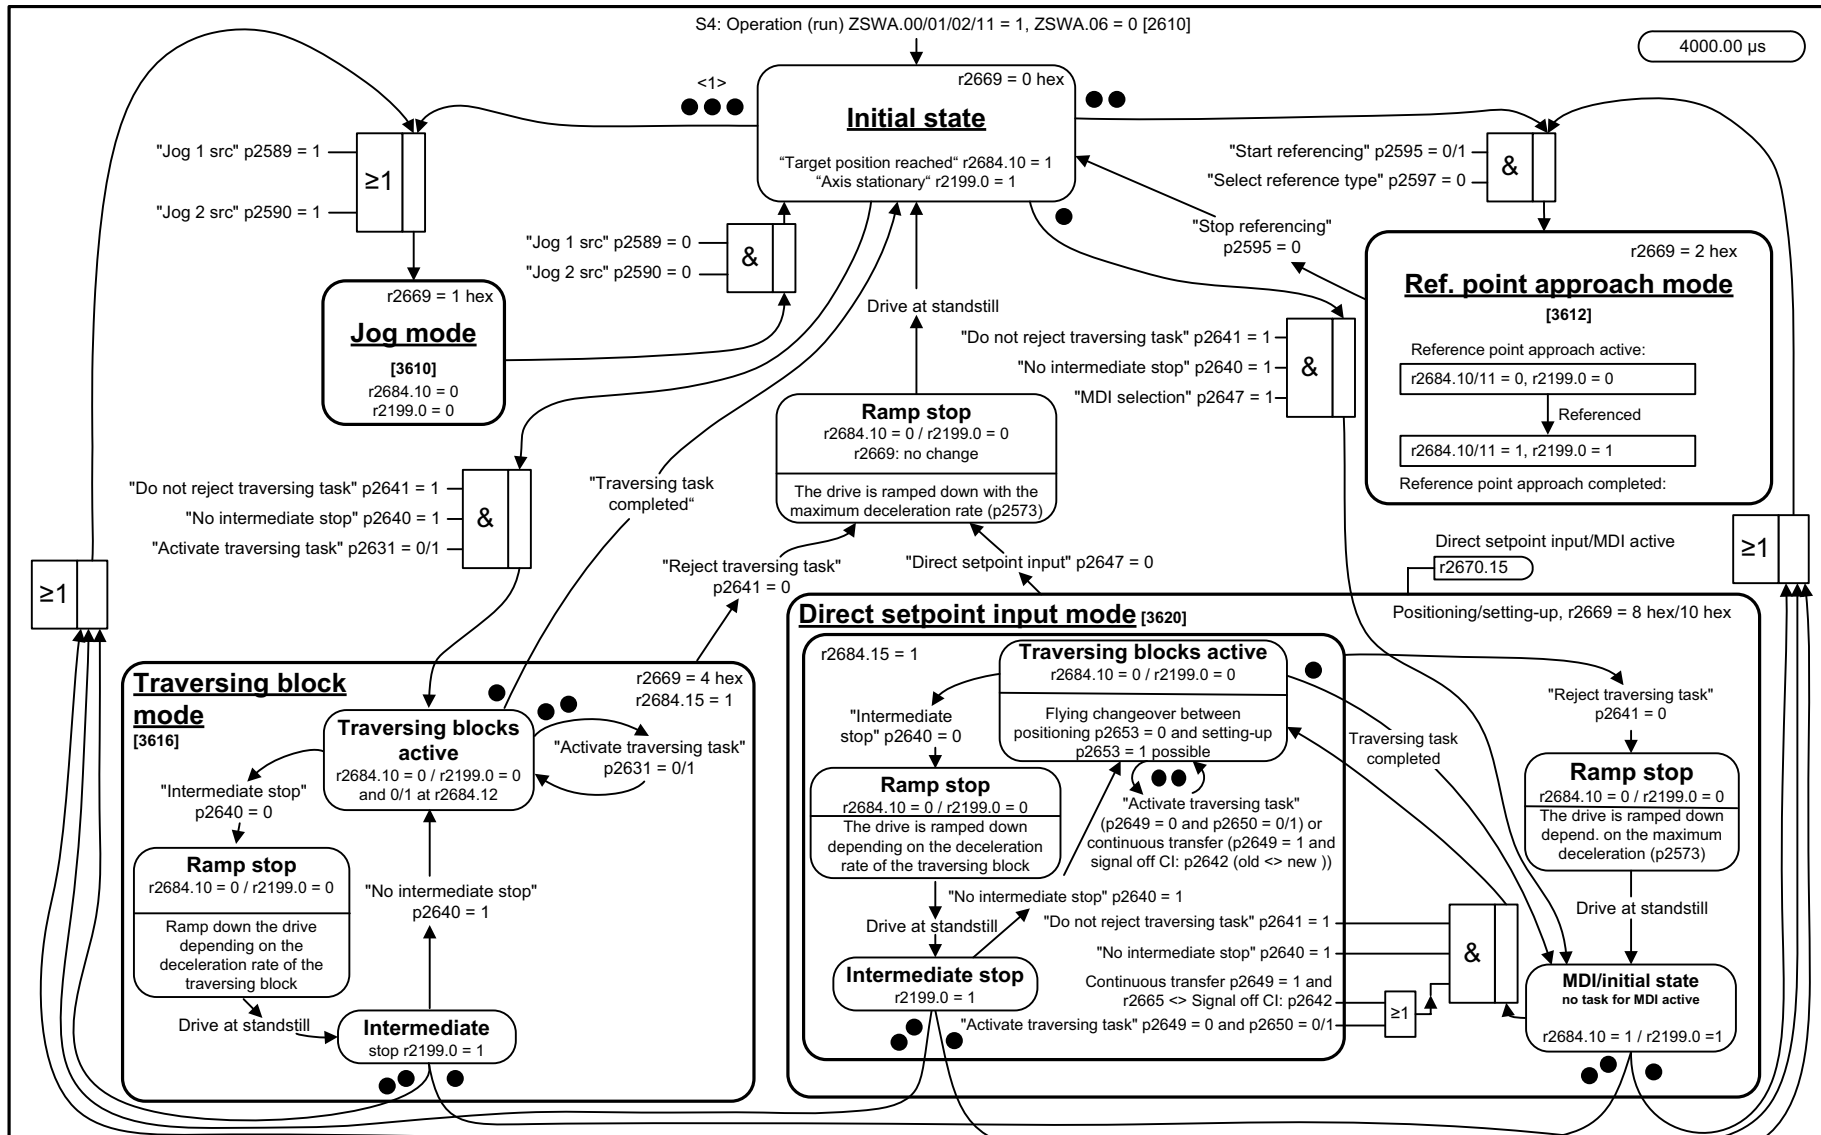 S4: Operation (run) ZSWA.00/01/02/11 = 1, ZSWA.06 = 0 [2610]
4000.00 µs
<1>
r2669 = 0 hex
Initial state
“Target position reached“ r2684.10 = 1
“Axis stationary“ r2199.0 = 1
"Jog 1 src" p2589 = 1
≥1
"Jog 2 src" p2590 = 1
"Start referencing" p2595 = 0/1
"Select reference type" p2597 = 0
&
"Stop referencing"
p2595 = 0
"Jog 1 src" p2589 = 0
"Jog 2 src" p2590 = 0
&
r2669 = 1 hex
Jog mode
[3610]
r2684.10 = 0
r2199.0 = 0
r2669 = 2 hex
Ref. point approach mode
[3612]
Reference point approach active:
r2684.10/11 = 0, r2199.0 = 0
Referenced
r2684.10/11 = 1, r2199.0 = 1
Reference point approach completed:
Drive at standstill
"Do not reject traversing task" p2641 = 1
"No intermediate stop" p2640 = 1
"MDI selection" p2647 = 1
&
Ramp stop
r2684.10 = 0 / r2199.0 = 0
r2669: no change
The drive is ramped down with the
maximum deceleration rate (p2573)
"Do not reject traversing task" p2641 = 1
"No intermediate stop" p2640 = 1
"Activate traversing task" p2631 = 0/1
&
"Traversing task
completed“
"Reject traversing task"
p2641 = 0
"Direct setpoint input" p2647 = 0
Direct setpoint input/MDI active
r2670.15
≥1
≥1
Direct setpoint input mode [3620]
Positioning/setting-up, r2669 = 8 hex/10 hex
Traversing block
mode
[3616]
r2669 = 4 hex
r2684.15 = 1
Traversing blocks
active
r2684.10 = 0 / r2199.0 = 0
and 0/1 at r2684.12
"Activate traversing task"
p2631 = 0/1
"Intermediate stop"
p2640 = 0
Ramp stop
r2684.10 = 0 / r2199.0 = 0
Ramp down the drive
depending on the
deceleration rate of the
traversing block
"No intermediate stop"
p2640 = 1
Drive at standstill
Intermediate
stop r2199.0 = 1
r2684.15 = 1
Traversing blocks active
r2684.10 = 0 / r2199.0 = 0
Flying changeover between
positioning p2653 = 0 and setting-up
p2653 = 1 possible
"Intermediate
stop" p2640 = 0
Ramp stop
r2684.10 = 0 / r2199.0 = 0
The drive is ramped down
depending on the deceleration
rate of the traversing block
"Activate traversing task"
(p2649 = 0 and p2650 = 0/1) or
continuous transfer (p2649 = 1 and
signal off CI: p2642 (old <> new ))
"No intermediate stop" p2640 = 1
Drive at standstill
Intermediate stop
r2199.0 = 1
"Do not reject traversing task" p2641 = 1
"No intermediate stop" p2640 = 1
Continuous transfer p2649 = 1 and
r2665 <> Signal off CI: p2642
"Activate traversing task" p2649 = 0 and p2650 = 0/1
≥1
&
Traversing task
completed
"Reject traversing task"
p2641 = 0
Ramp stop
r2684.10 = 0 / r2199.0 = 0
The drive is ramped down
depend. on the maximum
deceleration (p2573)
Drive at standstill
MDI/initial state
no task for MDI active
r2684.10 = 1 / r2199.0 =1